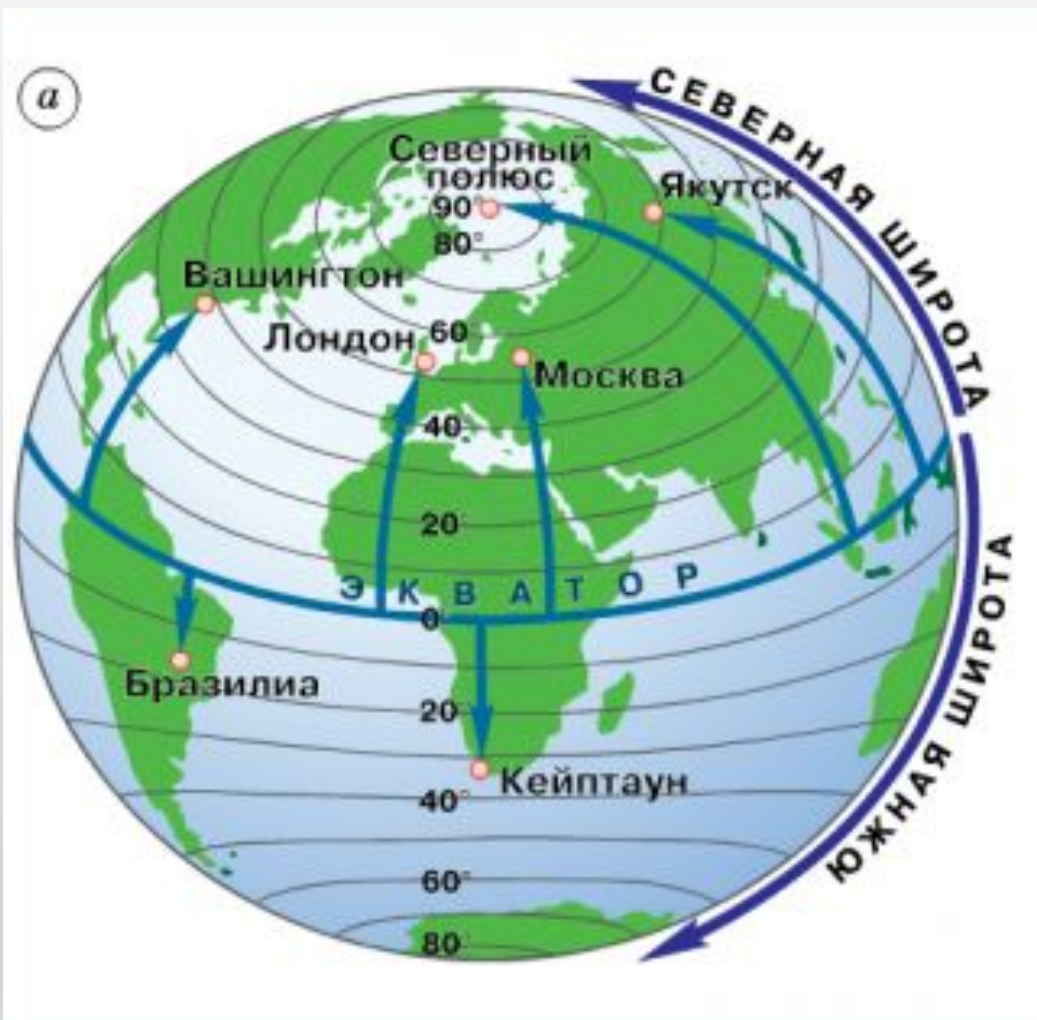 а
СЕВЕРНАЯ ШИРОТА
Северный
полюс
90°
80°
Якутск
Вашингтон
60
Лондон
Москва
40
20°
ЭКВАТОР
0
Бразилиа
20
Кейптаун
40°
60°
80
ЮЖНАЯ ШИРОТА